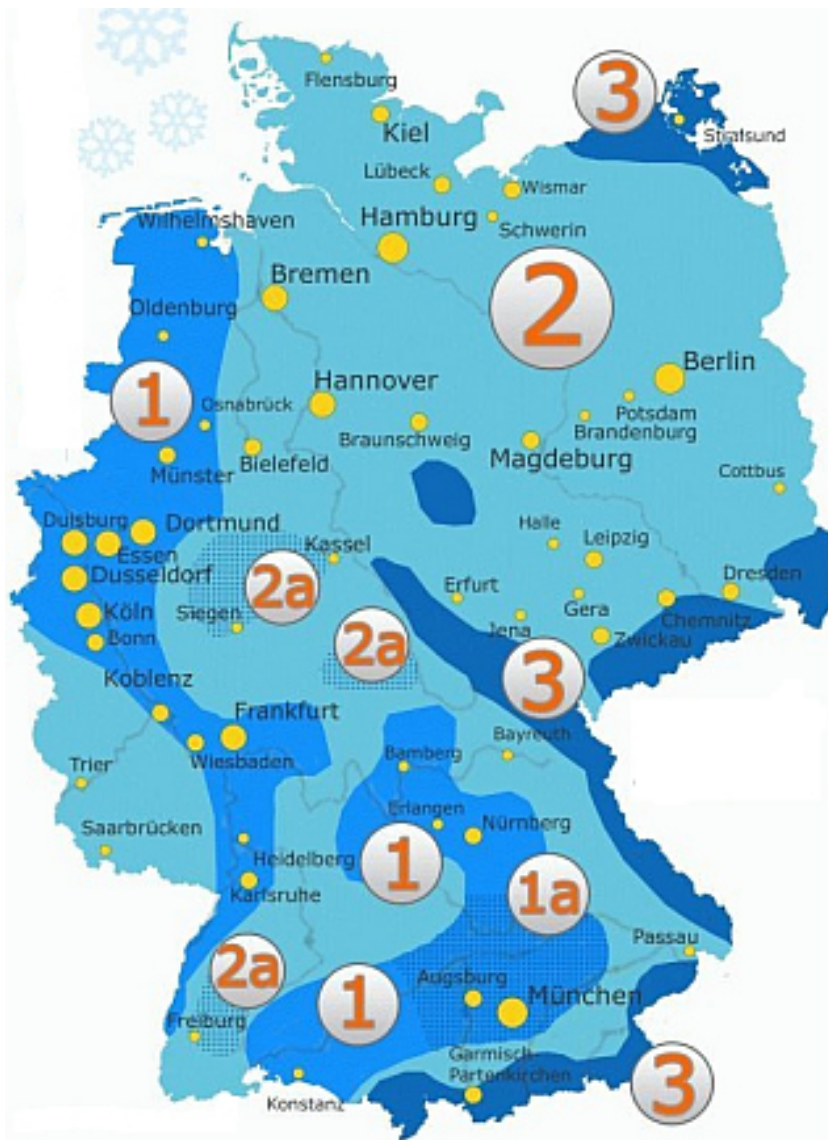 Flensburg
3
Kiel
Stralsund
Lübeck
Wismar
Schwerin
Wilhelmshaven
Hamburg
Bremen
2
Oldenburg
Berlin
1
Hannover
Osnabrück
Potsdam
Braunschweig
Brandenburg
Münster
Bielefeld
Magdeburg
Cottbus
Duisburg
Dortmund
Essen
Kassel
Halle
Leipzig
Dusseldorf
2a
Erfurt
Dresden
Köln
Siegen
Gera
Chemnitz
Bonn
2a
Jena
Zwickau
Koblenz
3
Frankfurt
Wiesbaden
Bamberg
Bayreuth
Trier
Saarbrücken
Erlangen
Nürnberg
Heidelberg
1
Karlsruhe
1a
Passau
2a
Augsburg
München
1
Freiburg
Garmisch-
Partenkirchen
3
Konstanz